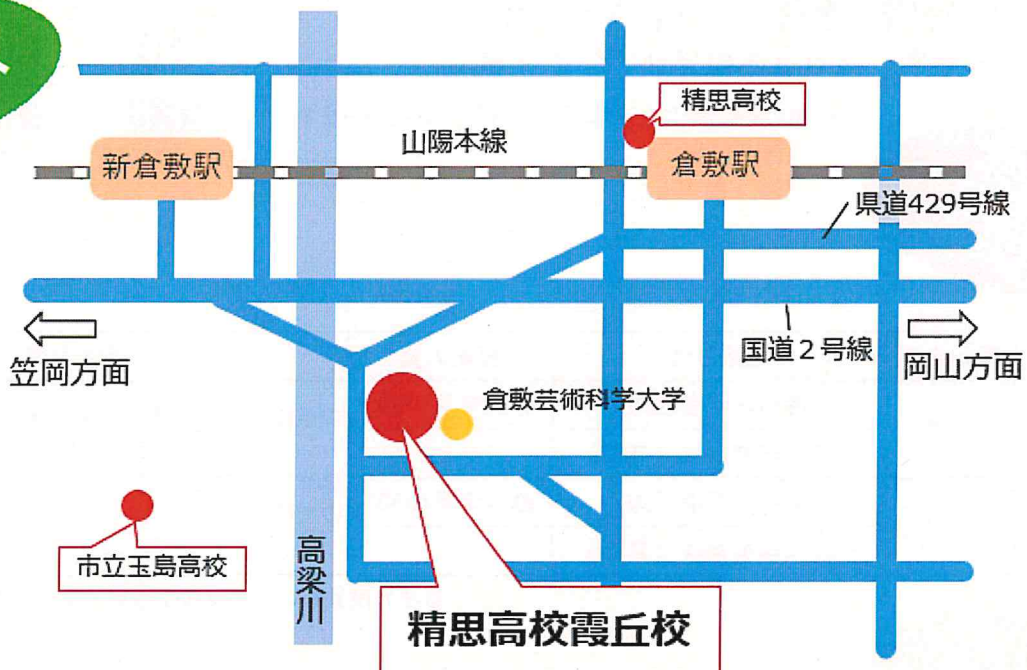 精思高校
山陽本線
新倉敷駅
倉敷駅
県道429号線
国道２号線
笠岡方面
岡山方面
倉敷芸術科学大学
市立玉島高校
高梁川
精思高校霞丘校